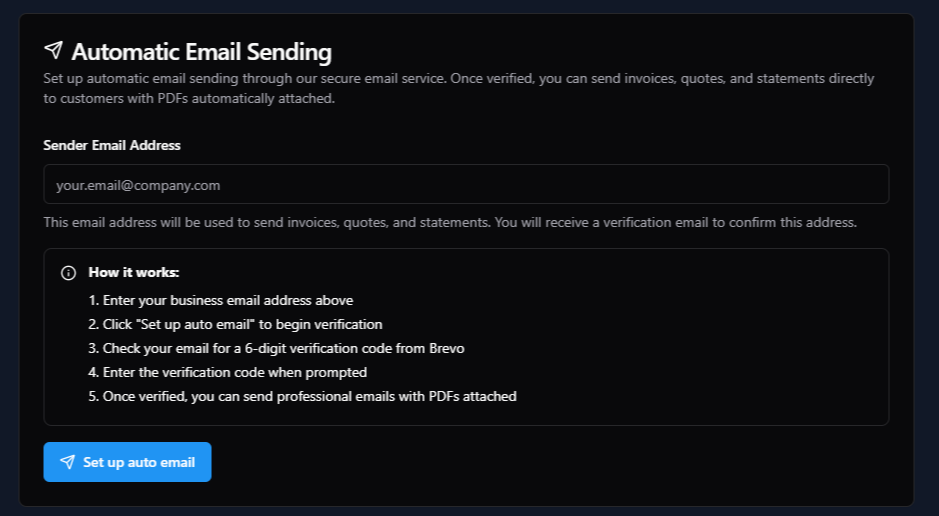 Automatic Email Sending
Set up automatic email sending through our secure email service. Once verified, you can send invoices, quotes, and statements directly
to customers with PDFs automatically attached.
Sender Email Address
your.email@company.com
This email address will be used to send invoices, quotes, and statements. You will receive a verification email to confirm this address.
How it works:
1. Enter your business email address above
2. Click "Set up auto email" to begin verification
3. Check your email for a 6-digit verification code from Brevo
4. Enter the verification code when prompted
5. Once verified, you can send professional emails with PDFs attached
Set up auto email